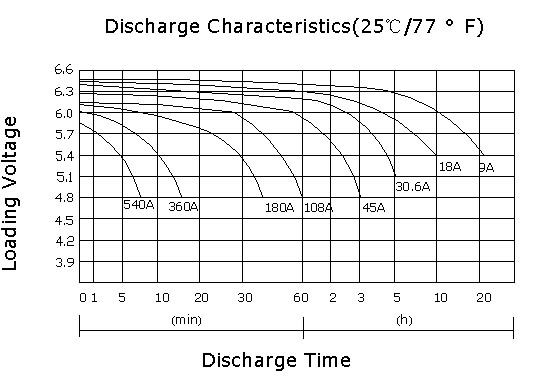 Discharge Characteristics(25℃/77 ° F)
Loading Voltage
6.6
6.3
6.0
5.7
5.4
5.1
4.8
4.5
4.2
3.9
540A 360A 180A 108A 45A 30.6A 18A 9A
0 1 5 10 20 30 60 2 3 5 10 20
(min) (h)
Discharge Time